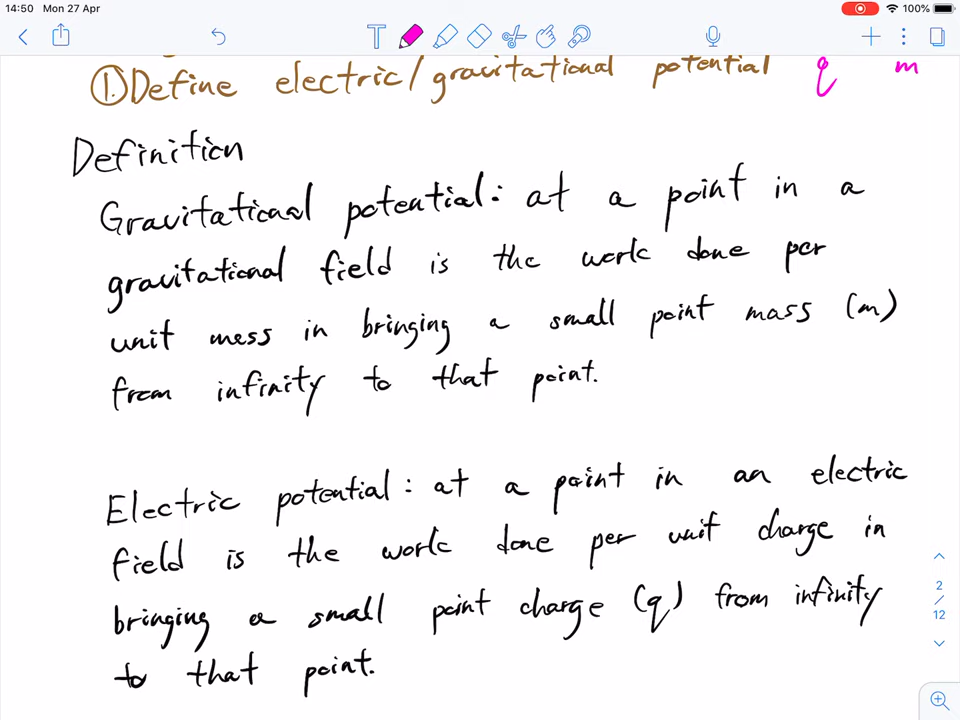 14:50 Mon 27 Apr 100%
①Define electric/gravitational potential q m
Definition
Gravitational potential: at a point in a
gravitational field is the work done per
unit mess in bringing a small point mass (m)
from infinity to that point.
Electric potential: at a point in an electric
field is the work done per unit charge in
bringing a small point charge (q) from infinity
to that point.
2
/
12